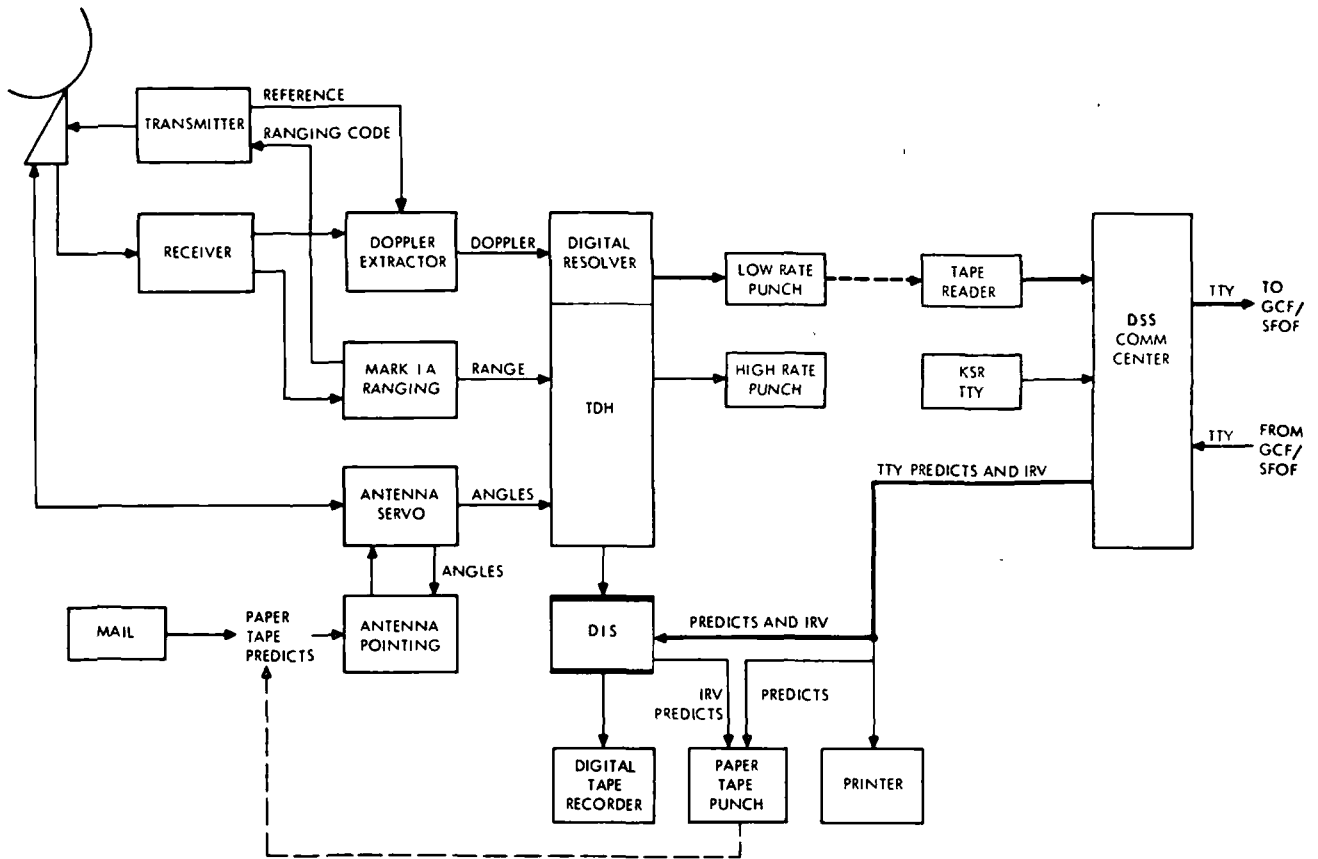 REFERENCE
TRANSMITTER
RANGING CODE
RECEIVER
DOPPLER
EXTRACTOR
DOPPLER
DIGITAL
RESOLVER
LOW RATE
PUNCH
TAPE
READER
DSS
COMM
CENTER
TTY
TO
GCF/
SFOF
MARK I A
RANGING
RANGE
TDH
HIGH RATE
PUNCH
KSR
TTY
TTY
FROM
GCF/
SFOF
TTY PREDICTS AND IRV
ANTENNA
SERVO
ANGLES
ANGLES
MAIL
PAPER
TAPE
PREDICTS
ANTENNA
POINTING
DIS
PREDICTS AND IRV
IRV
PREDICTS
PREDICTS
DIGITAL
TAPE
RECORDER
PAPER
TAPE
PUNCH
PRINTER